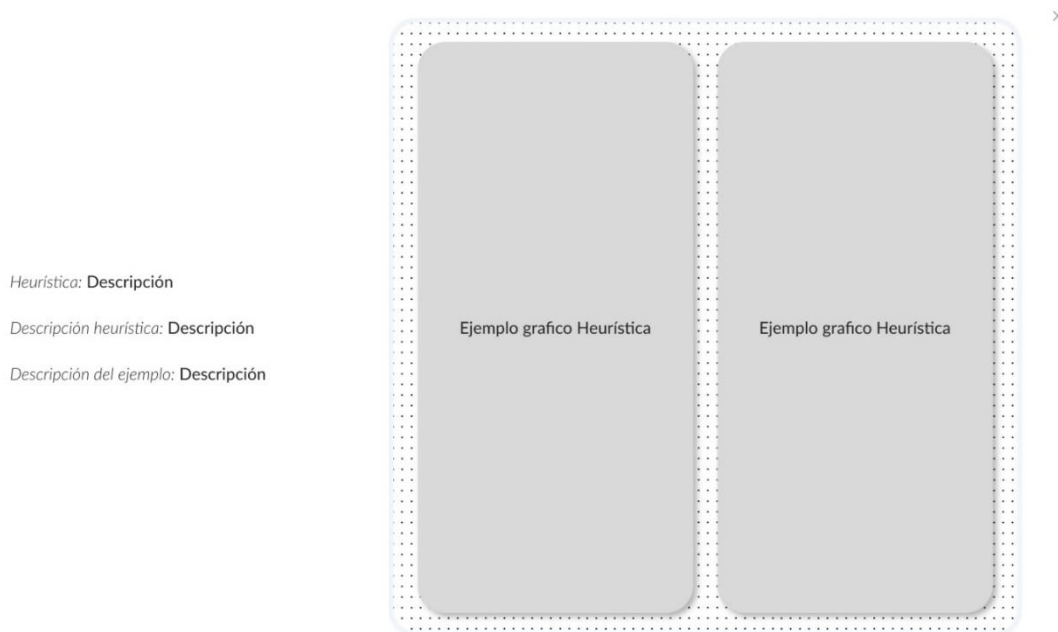 Heurística: Descripción
Descripción heurística: Descripción
Descripción del ejemplo: Descripción
Ejemplo grafico Heurística
Ejemplo grafico Heurística